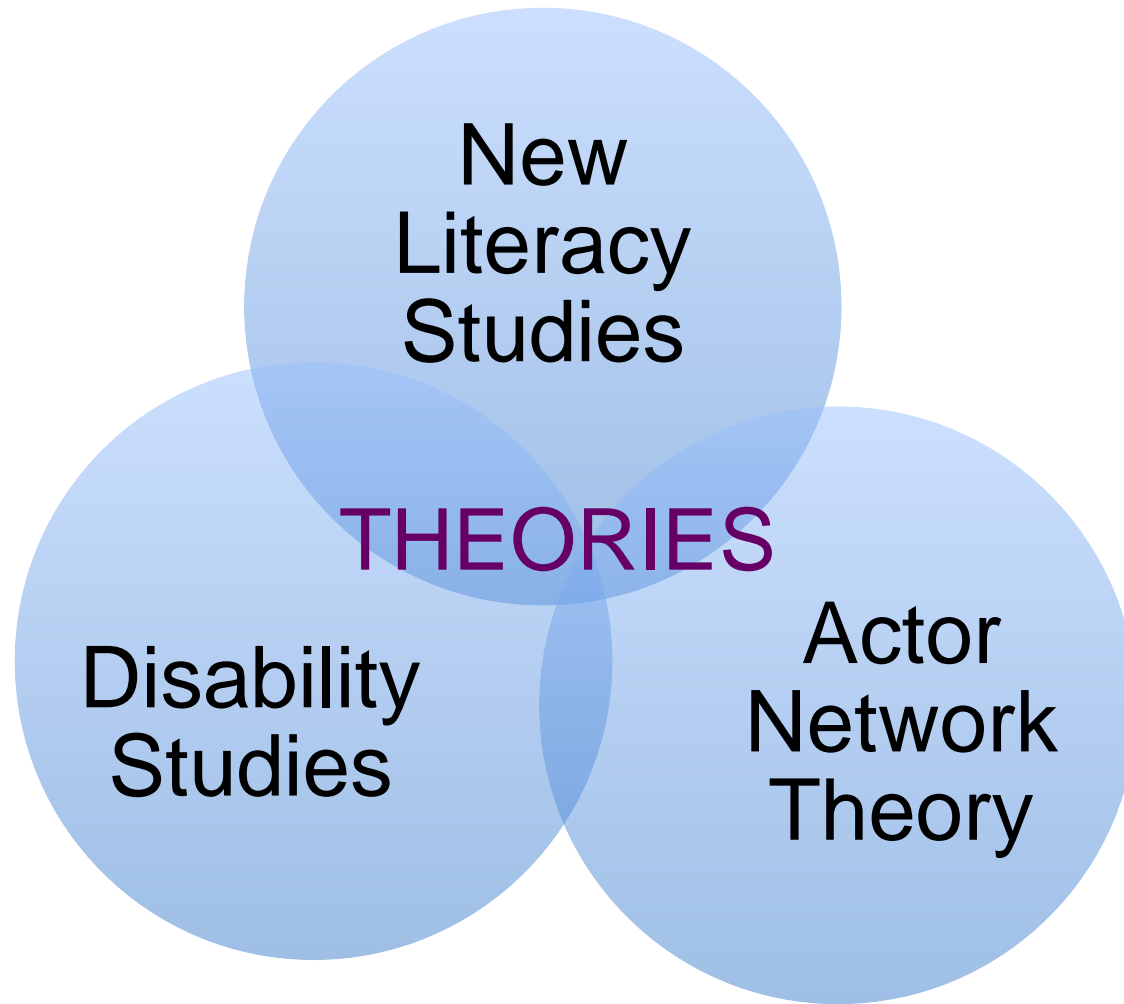 New
Literacy
Studies
THEORIES
Disability
Studies
Actor
Network
Theory